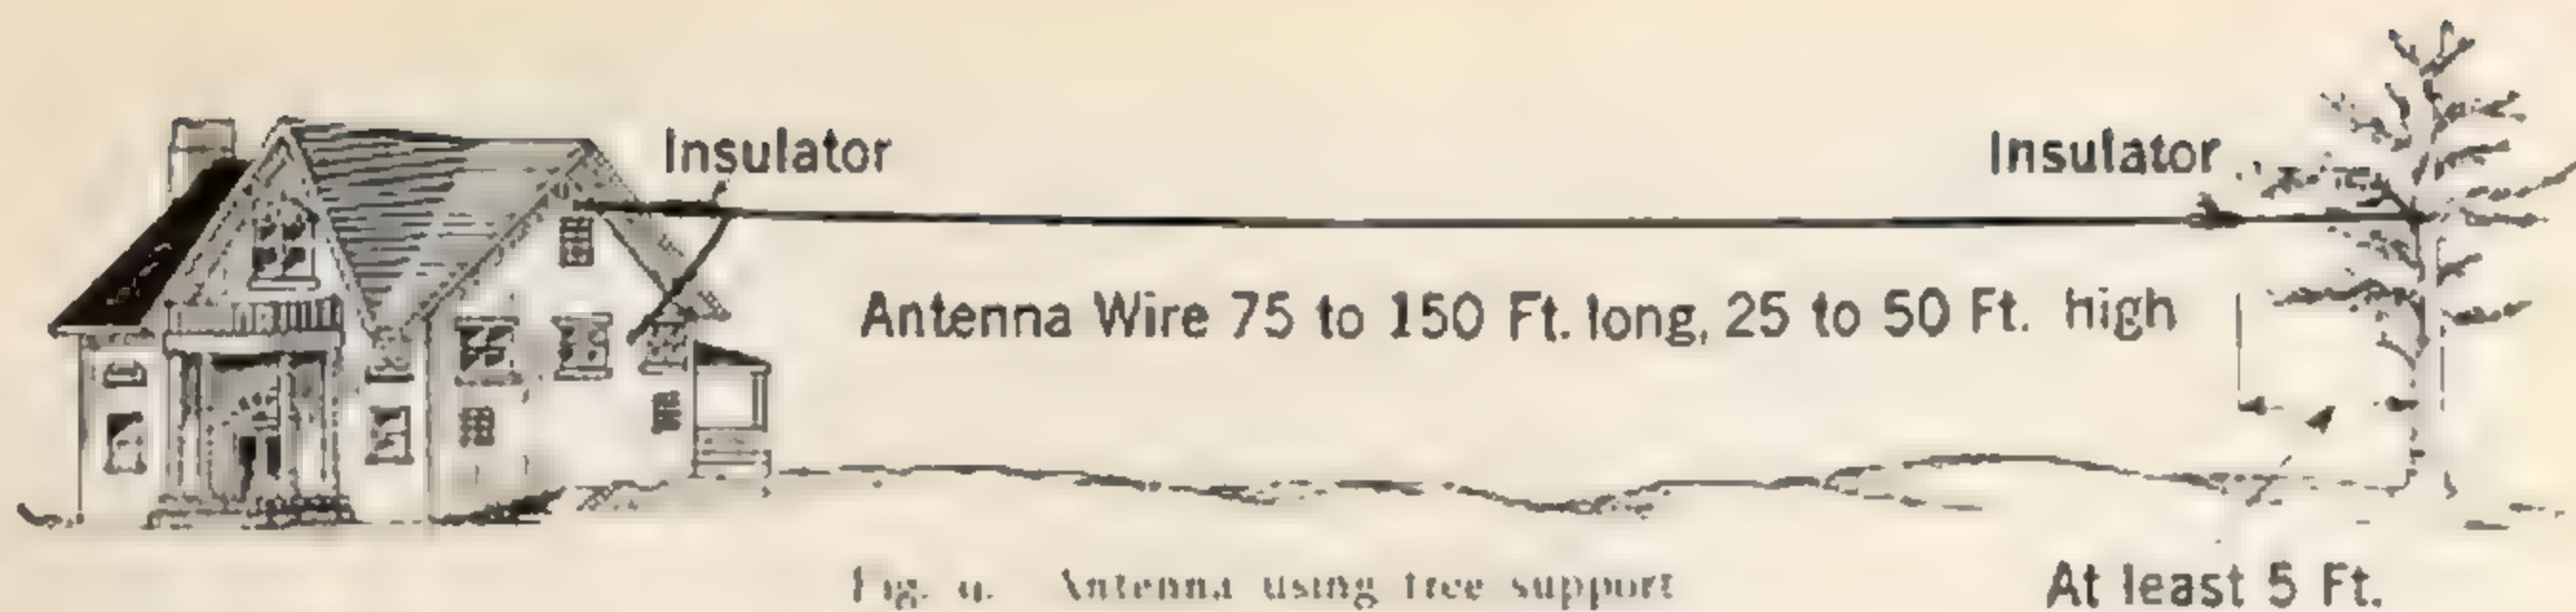 Insulator
Insulator
Antenna Wire 75 to 150 Ft. long, 25 to 50 Ft. high
At least 5 Ft.
Fig. Antenna using tree support